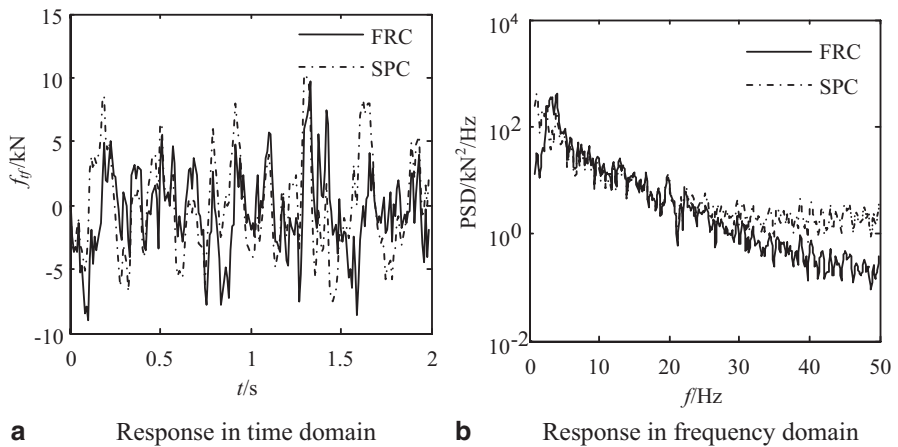 15
10
5
0
-5
-10
f_tf/kN
FRC
SPC
0 0.5 1 1.5 2
t/s
a Response in time domain
10^4
10^2
10^0
10^-2
PSD/kN^2/Hz
FRC
SPC
0 10 20 30 40 50
f/Hz
b Response in frequency domain